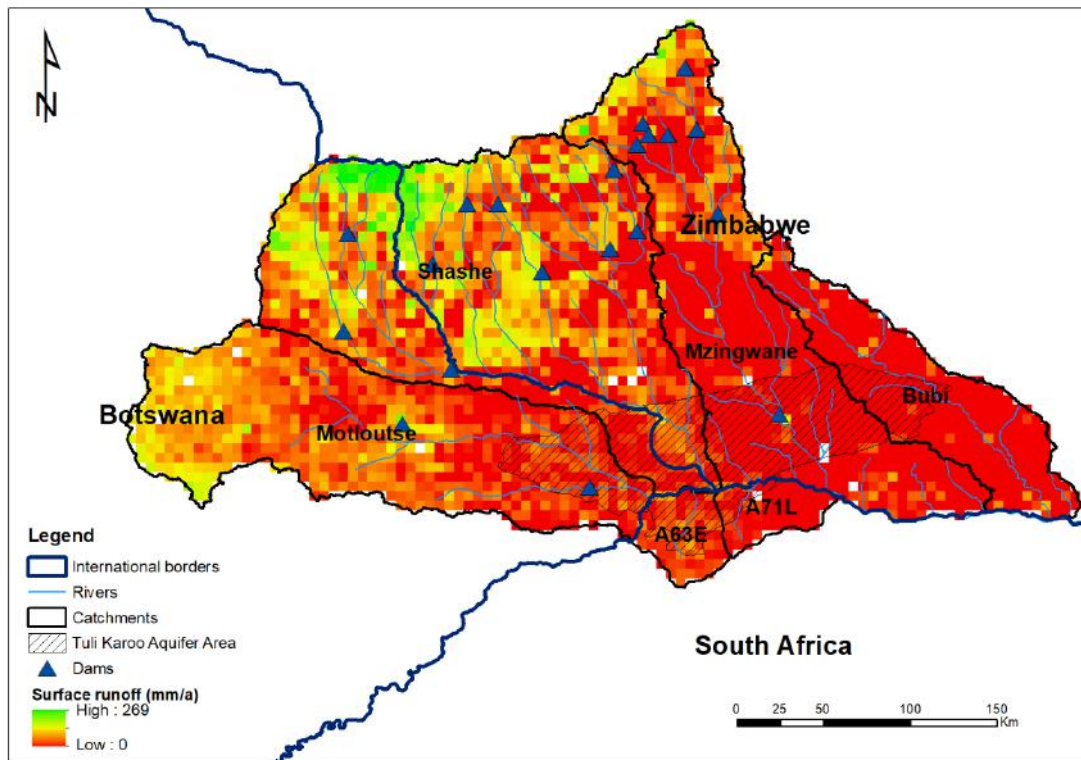 N
Zimbabwe
Shashe
Mzingwane
Bubi
Botswana
Motloutse
A71L
A63E
South Africa
Legend
International borders
Rivers
Catchments
Tuli Karoo Aquifer Area
Dams
Surface runoff (mm/a)
High : 269
Low : 0
0 25 50 100 150
Km